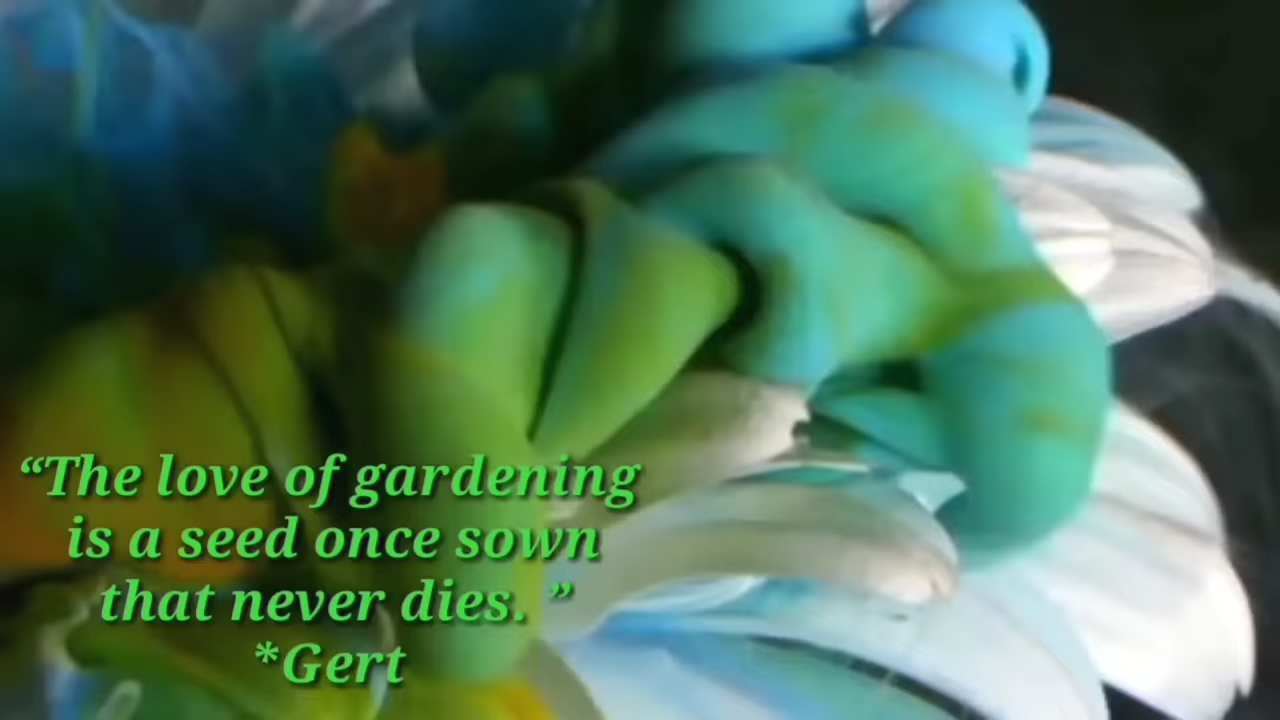 “The love of gardening
is a seed once sown
that never dies. ”
*Gert